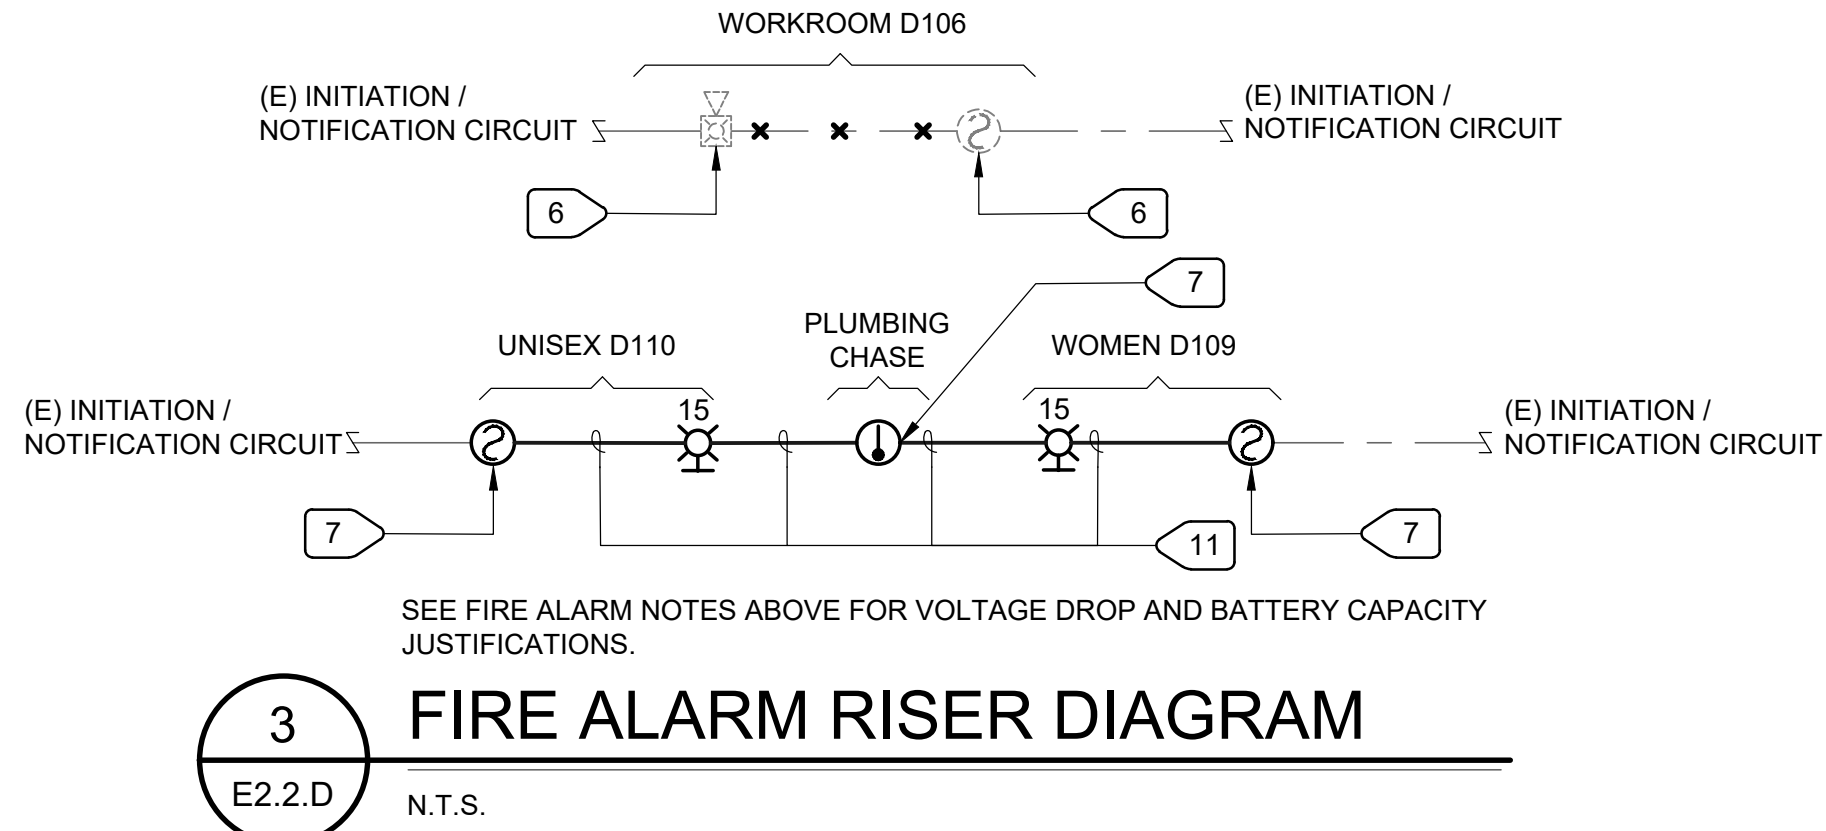 WORKROOM D106
(E) INITIATION /
NOTIFICATION CIRCUIT
(E) INITIATION /
NOTIFICATION CIRCUIT
6
6
7
PLUMBING
CHASE
UNISEX D110
WOMEN D109
15
15
(E) INITIATION /
NOTIFICATION CIRCUIT
(E) INITIATION /
NOTIFICATION CIRCUIT
7
11
7
SEE FIRE ALARM NOTES ABOVE FOR VOLTAGE DROP AND BATTERY CAPACITY
JUSTIFICATIONS.
3
FIRE ALARM RISER DIAGRAM
E2.2.D
N.T.S.